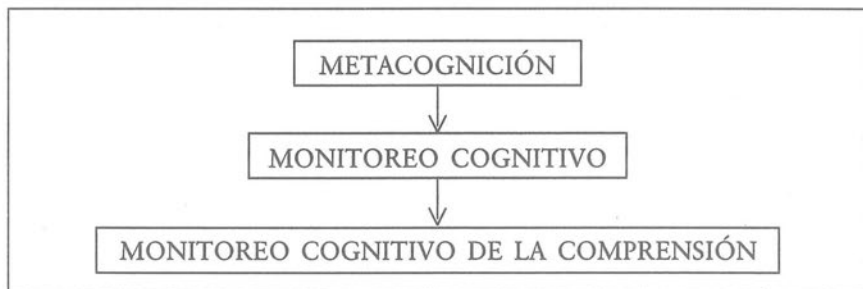 METACOGNICIÓN
MONITOREO COGNITIVO
MONITOREO COGNITIVO DE LA COMPRENSIÓN